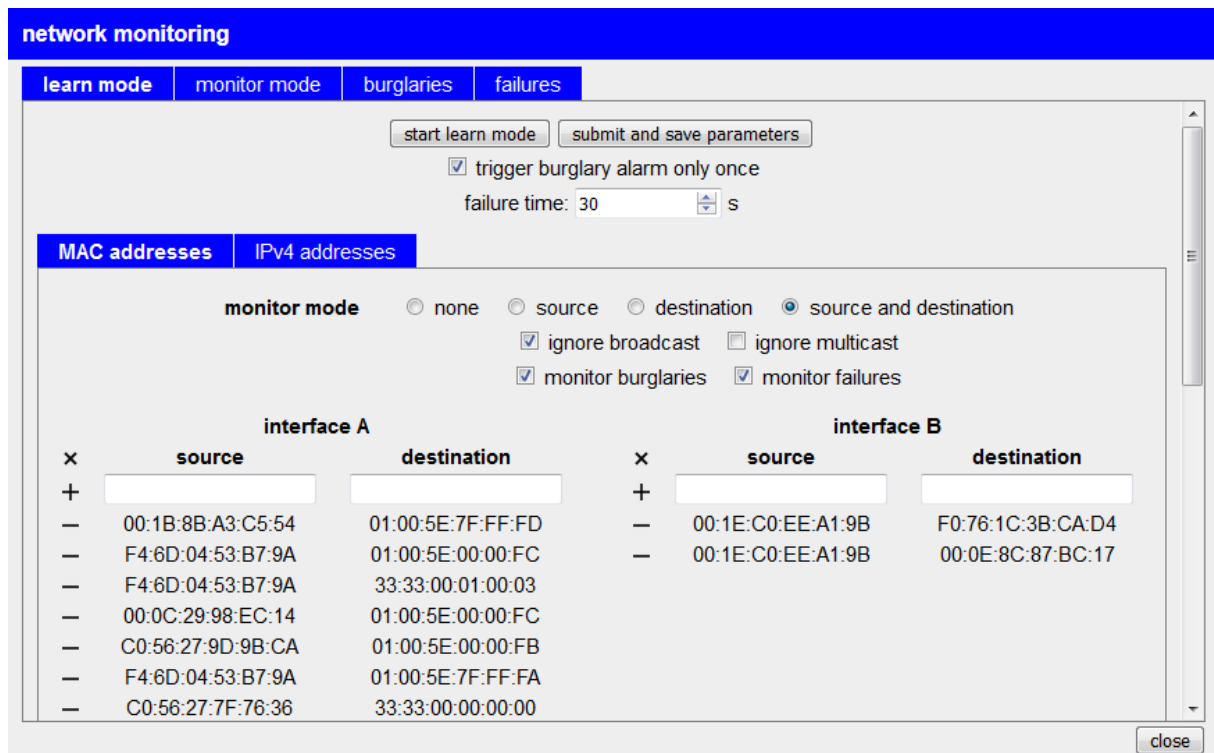 network monitoring
learn mode monitor mode burglaries failures
start learn mode submit and save parameters
trigger burglary alarm only once
failure time: 30 s
MAC addresses IPv4 addresses
monitor mode none source destination source and destination
ignore broadcast ignore multicast
monitor burglaries monitor failures
interface A interface B
× source destination × source destination
+ +
− 00:1B:8B:A3:C5:54 01:00:5E:7F:FF:FD − 00:1E:C0:EE:A1:9B F0:76:1C:3B:CA:D4
− F4:6D:04:53:B7:9A 01:00:5E:00:00:FC − 00:1E:C0:EE:A1:9B 00:0E:8C:87:BC:17
− F4:6D:04:53:B7:9A 33:33:00:01:00:03
− 00:0C:29:98:EC:14 01:00:5E:00:00:FC
− C0:56:27:9D:9B:CA 01:00:5E:00:00:FB
− F4:6D:04:53:B7:9A 01:00:5E:7F:FF:FA
− C0:56:27:7F:76:36 33:33:00:00:00:00
close